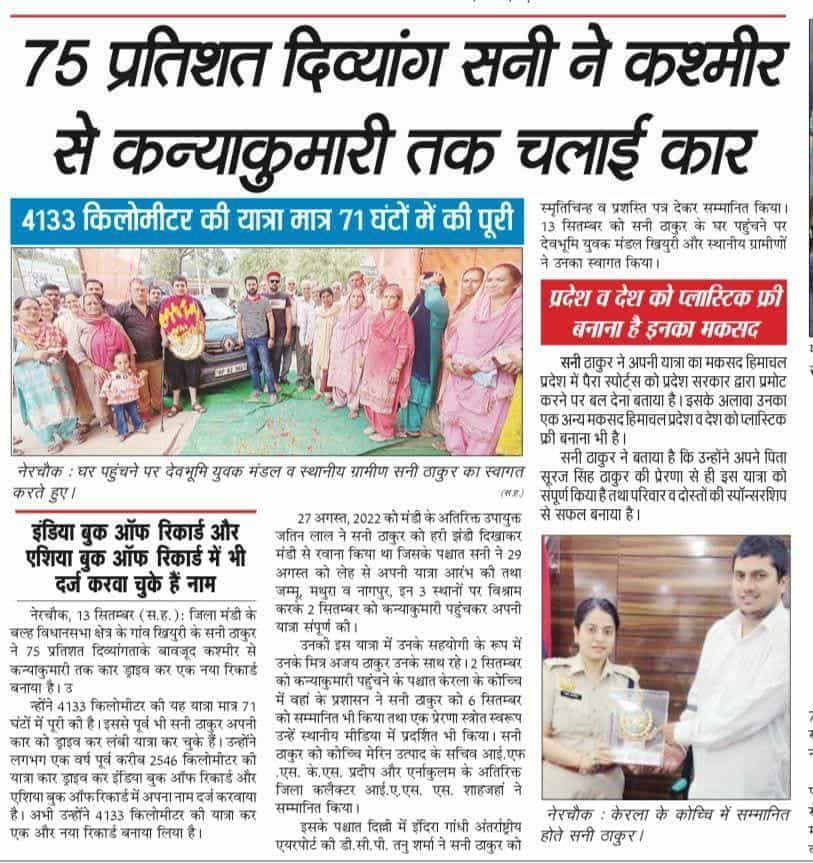 75 प्रतिशत दिव्यांग सनी ने कश्मीर
से कन्याकुमारी तक चलाई कार
4133 किलोमीटर की यात्रा मात्र 71 घंटों में की पूरी
नेरचौक : घर पहुंचने पर देवभूमि युवक मंडल व स्थानीय ग्रामीण सनी ठाकुर का स्वागत
करते हुए।
(स.ह.)
इंडिया बुक ऑफ रिकार्ड और
एशिया बुक ऑफ रिकार्ड में भी
दर्ज करवा चुके हैं नाम
नेरचौक, 13 सितम्बर (स.ह.): जिला मंडी के
बल्ह विधानसभा क्षेत्र के गांव खियुरी के सनी ठाकुर
ने 75 प्रतिशत दिव्यांगताके बावजूद कश्मीर से
कन्याकुमारी तक कार ड्राइव कर एक नया रिकार्ड
बनाया है। उ
न्होंने 4133 किलोमीटर की यह यात्रा मात्र 71
घंटों में पूरी की है। इससे पूर्व भी सनी ठाकुर अपनी
कार को ड्राइव कर लंबी यात्रा कर चुके हैं। उन्होंने
लगभग एक वर्ष पूर्व करीब 2546 किलोमीटर की
यात्रा कार ड्राइव कर इंडिया बुक ऑफ रिकार्ड और
एशिया बुक ऑफ रिकार्ड में अपना नाम दर्ज करवाया
है। अभी उन्होंने 4133 किलोमीटर की यात्रा कर
एक और नया रिकार्ड बनाया लिया है।
27 अगस्त, 2022 को मंडी के अतिरिक्त उपायुक्त
जतिन लाल ने सनी ठाकुर को हरी झंडी दिखाकर
मंडी से रवाना किया था जिसके पश्चात सनी ने 29
अगस्त को लेह से अपनी यात्रा आरंभ की तथा
जम्मू, मथुरा व नागपुर, इन 3 स्थानों पर विश्राम
करके 2 सितम्बर को कन्याकुमारी पहुंचकर अपनी
यात्रा संपूर्ण की।
उनकी इस यात्रा में उनके सहयोगी के रूप में
उनके मित्र अजय ठाकुर उनके साथ रहे। 2 सितम्बर
को कन्याकुमारी पहुंचने के पश्चात केरला के कोच्चि
में वहां के प्रशासन ने सनी ठाकुर को 6 सितम्बर
को सम्मानित भी किया तथा एक प्रेरणा स्त्रोत स्वरूप
उन्हें स्थानीय मीडिया में प्रदर्शित भी किया। सनी
ठाकुर को कोच्चि मेरिन उत्पाद के सचिव आई.एफ
.एस. के.एस. प्रदीप और एर्नाकुलम के अतिरिक्त
जिला कलैक्टर आई.ए.एस. एस. शाहजहां ने
सम्मानित किया।
इसके पश्चात दिल्ली में इंदिरा गांधी अंतर्राष्ट्रीय
एयरपोर्ट की डी.सी.पी. तनु शर्मा ने सनी ठाकुर को
स्मृतिचिन्ह व प्रशस्ति पत्र देकर सम्मानित किया।
13 सितम्बर को सनी ठाकुर के घर पहुंचने पर
देवभूमि युवक मंडल खियुरी और स्थानीय ग्रामीणों
ने उनका स्वागत किया।
प्रदेश व देश को प्लास्टिक फ्री
बनाना है इनका मकसद
सनी ठाकुर ने अपनी यात्रा का मकसद हिमाचल
प्रदेश में पैरा स्पोर्ट्स को प्रदेश सरकार द्वारा प्रमोट
करने पर बल देना बताया है। इसके अलावा उनका
एक अन्य मकसद हिमाचल प्रदेश व देश को प्लास्टिक
फ्री बनाना भी है।
सनी ठाकुर ने बताया है कि उन्होंने अपने पिता
सूरज सिंह ठाकुर की प्रेरणा से ही इस यात्रा को
संपूर्ण किया है तथा परिवार व दोस्तों की स्पॉन्सरशिप
से सफल बनाया है।
नेरचौक : केरला के कोच्चि में सम्मानित
होते सनी ठाकुर।